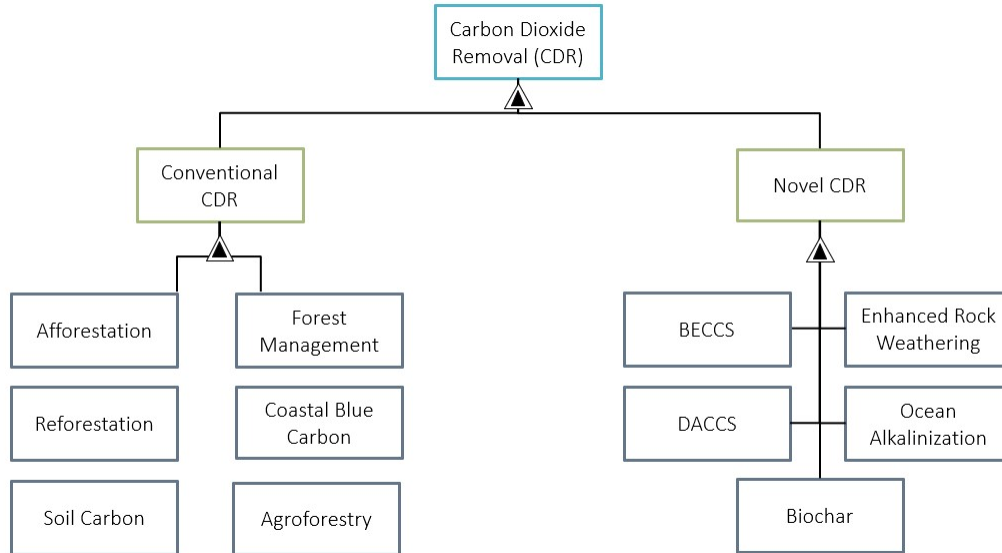 Carbon Dioxide
Removal (CDR)
Conventional
CDR
Novel CDR
Afforestation
Forest
Management
BECCS
Enhanced Rock
Weathering
Reforestation
Coastal Blue
Carbon
DACCS
Ocean
Alkalinization
Soil Carbon
Agroforestry
Biochar